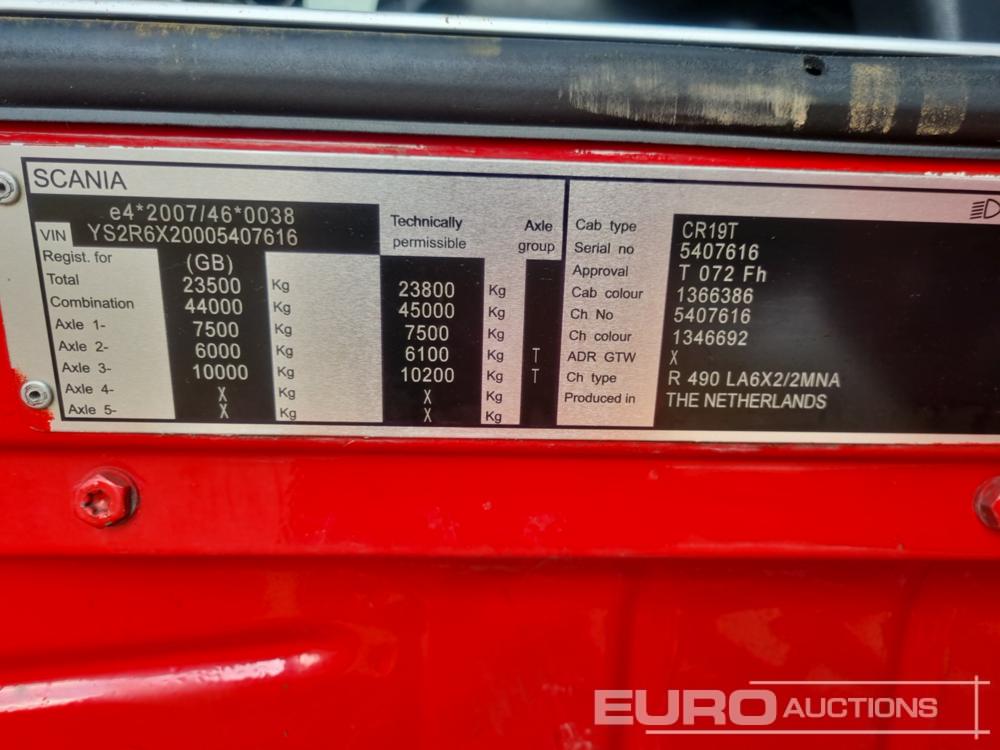 SCANIA
e4*2007/46*0038
VIN YS2R6X20005407616
Technically permissible
Axle group
Regist. for (GB)
Total 23500 Kg 23800 Kg
Combination 44000 Kg 45000 Kg
Axle 1- 7500 Kg 7500 Kg
Axle 2- 6000 Kg 6100 Kg T
Axle 3- 10000 Kg 10200 Kg T
Axle 4- X Kg X Kg
Axle 5- X Kg X Kg
Cab type CR19T
Serial no 5407616
Approval T 072 Fh
Cab colour 1366386
Ch No 5407616
Ch colour 1346692
ADR GTW X
Ch type R 490 LA6X2/2MNA
Produced in THE NETHERLANDS
EURO AUCTIONS